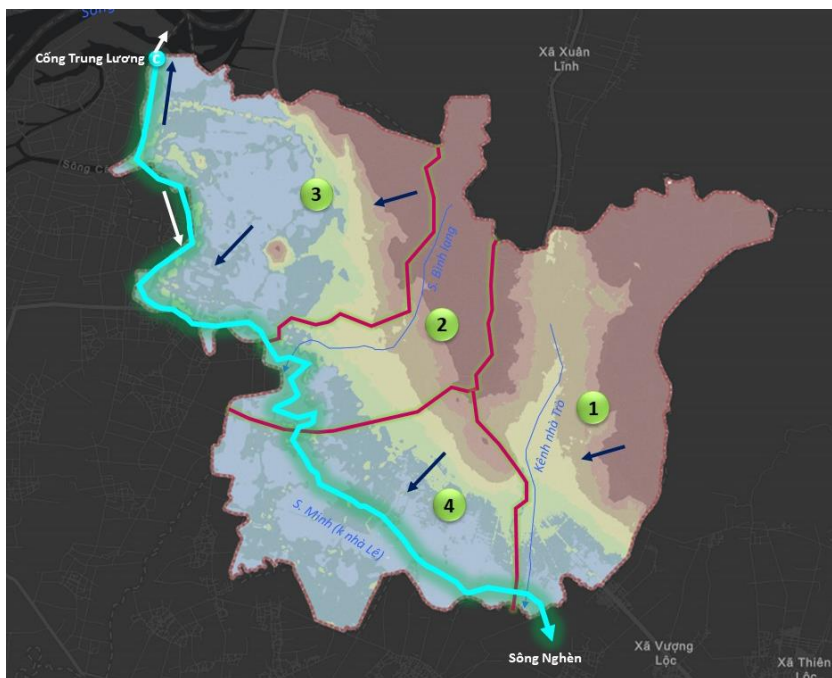 Sông
Cống Trung Lương
C
Xã Xuân
Lĩnh
3
S. Bình lạng
2
1
Kênh nhà Trò
4
S. Minh (k nhà Lê)
Sông Nghèn
Xã Vượng
Lộc
Xã Thiên
Lộc